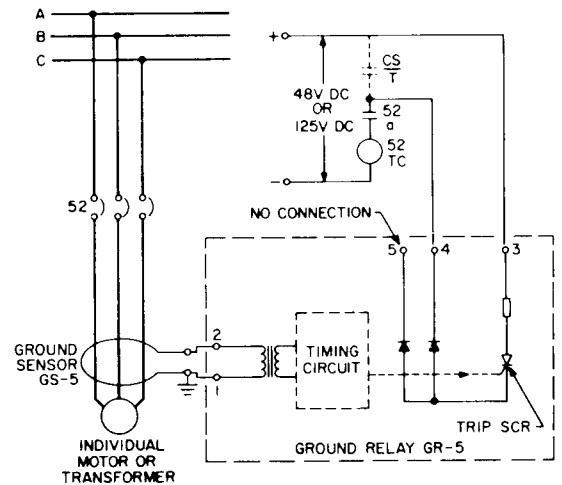 A
B
C
+
CS
T
48V DC
OR
125V DC
52
a
52
TC
-
52
NO CONNECTION
5
4
3
2
1
GROUND
SENSOR
GS-5
TIMING
CIRCUIT
TRIP SCR
GROUND RELAY GR-5
INDIVIDUAL
MOTOR OR
TRANSFORMER